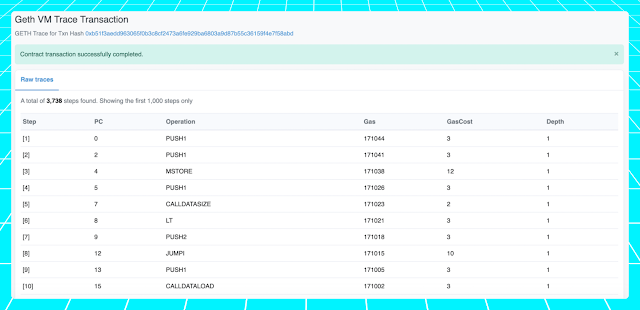 Geth VM Trace Transaction
GETH Trace for Txn Hash 0xb51f3aedd963065f0b3c8cf2473a6fe929ba6803a9d87b55c36159f4e7f58abd
Contract transaction successfully completed. ×
Raw traces
A total of 3,738 steps found. Showing the first 1,000 steps only
Step PC Operation Gas GasCost Depth
[1] 0 PUSH1 171044 3 1
[2] 2 PUSH1 171041 3 1
[3] 4 MSTORE 171038 12 1
[4] 5 PUSH1 171026 3 1
[5] 7 CALLDATASIZE 171023 2 1
[6] 8 LT 171021 3 1
[7] 9 PUSH2 171018 3 1
[8] 12 JUMPI 171015 10 1
[9] 13 PUSH1 171005 3 1
[10] 15 CALLDATALOAD 171002 3 1